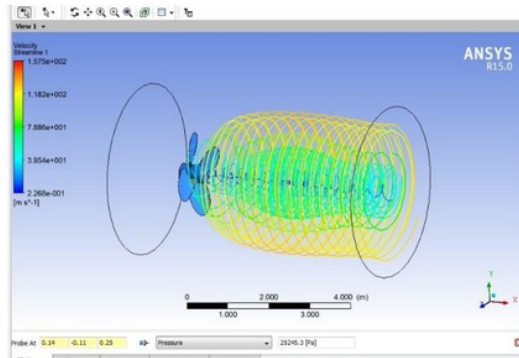 View 1
ANSYS
R15.0
Velocity
Streamline 1
1.575e+002
1.182e+002
7.886e+001
3.954e+001
2.268e-001
[m s^-1]
0 2.000 4.000 (m)
1.000 3.000
Y
X
Z
Probe At 0.14 -0.11 0.25 Pressure 25245.3 [Pa]